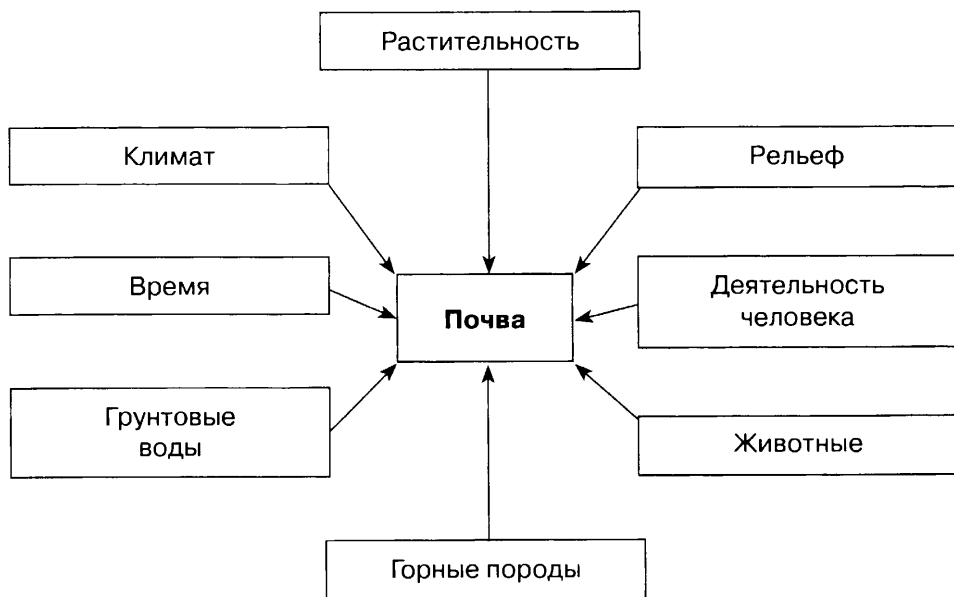 Растительность
Климат
Рельеф
Время
Почва
Деятельность
человека
Грунтовые
воды
Животные
Горные породы